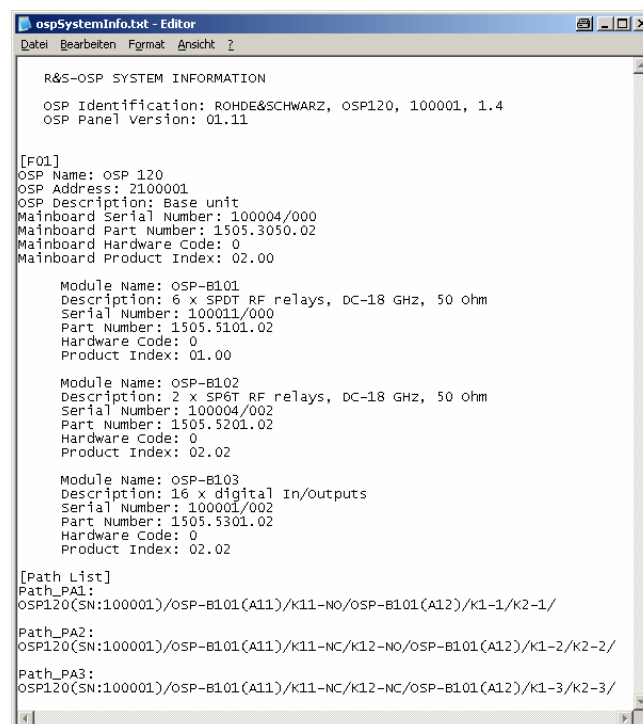 ospSystemInfo.txt - Editor
Datei Bearbeiten Format Ansicht ?
R&S-OSP SYSTEM INFORMATION
OSP Identification: ROHDE&SCHWARZ, OSP120, 100001, 1.4
OSP Panel Version: 01.11
[F01]
OSP Name: OSP 120
OSP Address: 2100001
OSP Description: Base unit
Mainboard Serial Number: 100004/000
Mainboard Part Number: 1505.3050.02
Mainboard Hardware Code: 0
Mainboard Product Index: 02.00
Module Name: OSP-B101
Description: 6 x SPDT RF relays, DC-18 GHz, 50 Ohm
Serial Number: 100011/000
Part Number: 1505.5101.02
Hardware Code: 0
Product Index: 01.00
Module Name: OSP-B102
Description: 2 x SP6T RF relays, DC-18 GHz, 50 Ohm
Serial Number: 100004/002
Part Number: 1505.5201.02
Hardware Code: 0
Product Index: 02.02
Module Name: OSP-B103
Description: 16 x digital In/Outputs
Serial Number: 100001/002
Part Number: 1505.5301.02
Hardware Code: 0
Product Index: 02.02
[Path List]
Path_PA1:
OSP120(SN:100001)/OSP-B101(A11)/K11-NO/OSP-B101(A12)/K1-1/K2-1/
Path_PA2:
OSP120(SN:100001)/OSP-B101(A11)/K11-NC/K12-NO/OSP-B101(A12)/K1-2/K2-2/
Path_PA3:
OSP120(SN:100001)/OSP-B101(A11)/K11-NC/K12-NC/OSP-B101(A12)/K1-3/K2-3/